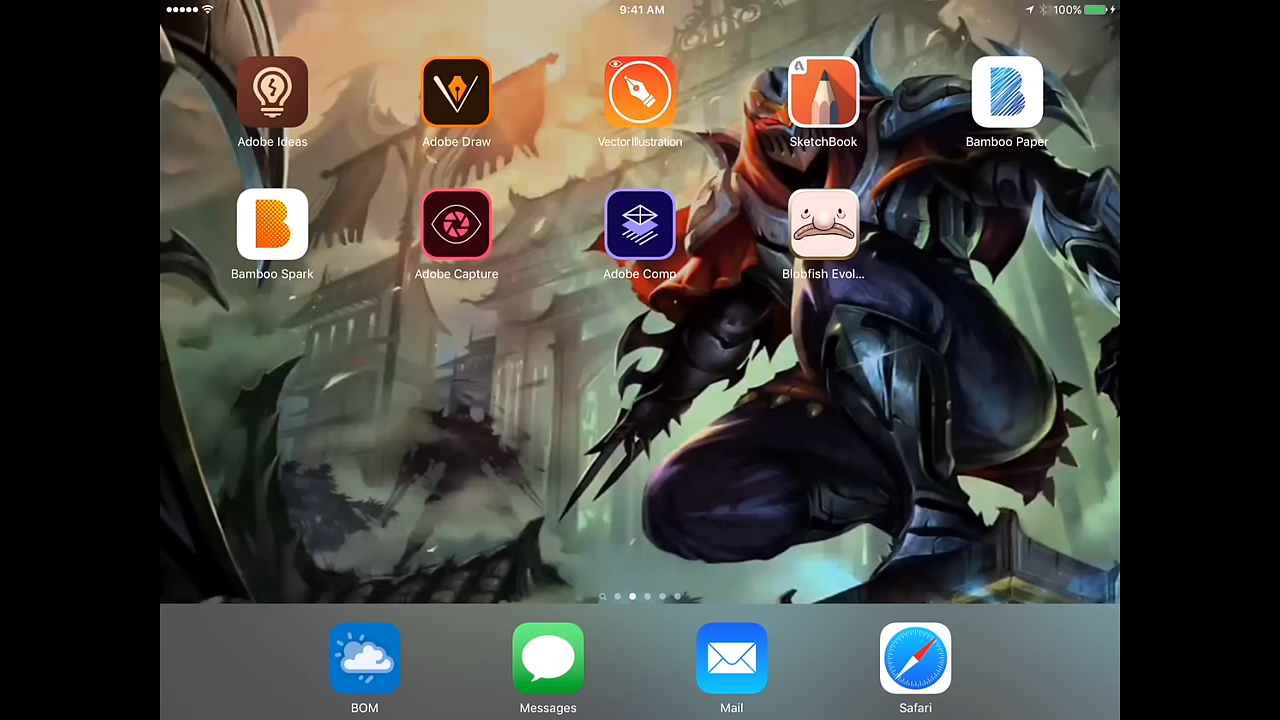 9:41 AM
100%
Adobe Ideas
Adobe Draw
VectorIllustration
SketchBook
Bamboo Paper
Bamboo Spark
Adobe Capture
Adobe Comp
Blobfish Evol...
BOM
Messages
Mail
Safari